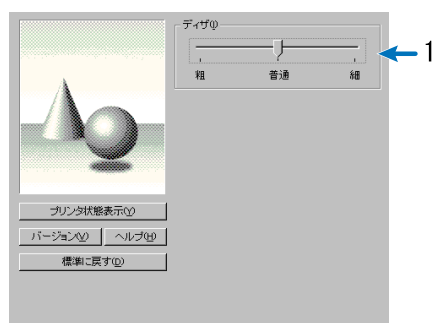 ディザ(I)
1
粗 普通 細
プリンタ状態表示(Y)
バージョン(V) ヘルプ(H)
標準に戻す(D)